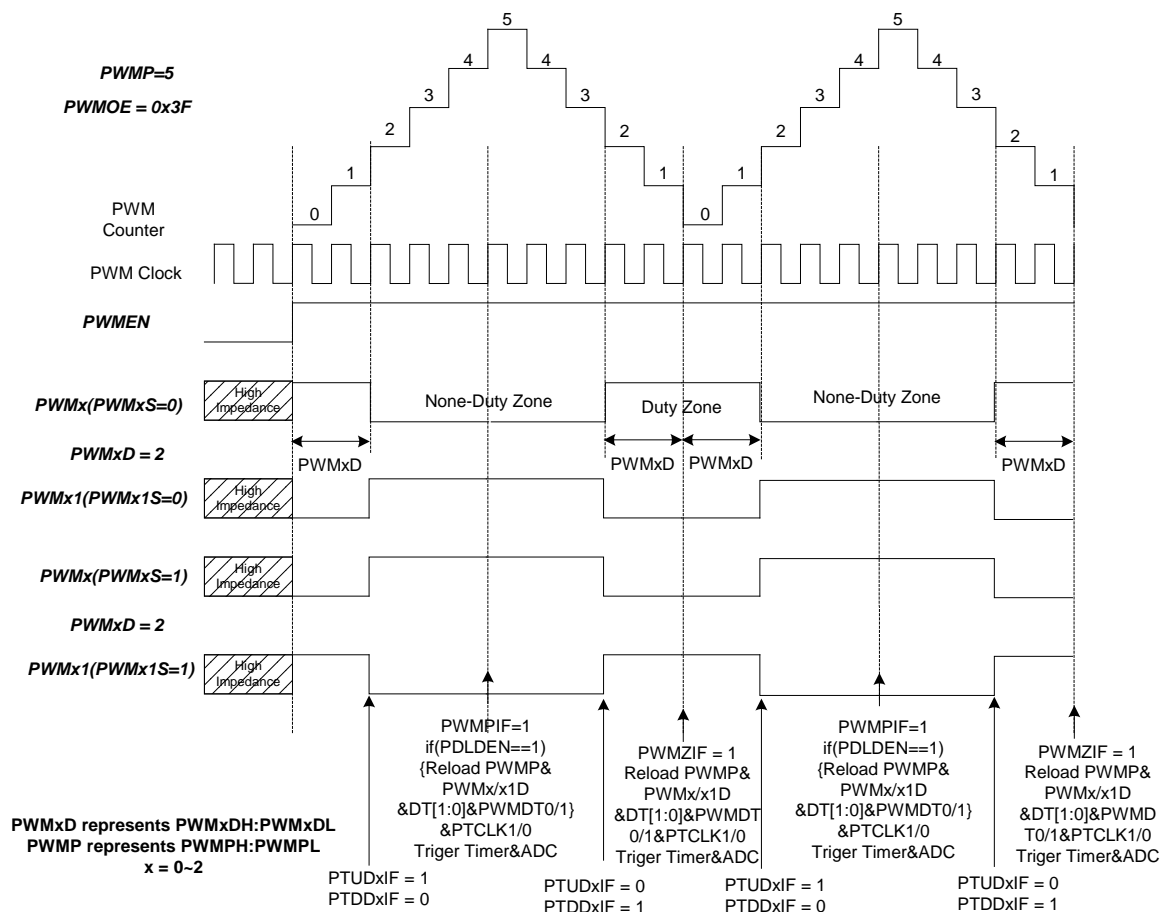 5
5
4
4
4
4
PWMP=5
3
3
3
3
PWMOE = 0x3F
2
2
2
2
1
1
1
1
PWM
Counter
0
0
PWM Clock
PWMEN
PWMx(PWMxS=0)
High
Impedance
None-Duty Zone
Duty Zone
None-Duty Zone
PWMxD
PWMxD
PWMxD
PWMxD
PWMxD = 2
PWMx1(PWMx1S=0)
High
Impedance
PWMx(PWMxS=1)
High
Impedance
PWMxD = 2
PWMx1(PWMx1S=1)
High
Impedance
PWMPIF=1
if(PDLDEN==1)
{Reload PWMP&
PWMx/x1D
&DT[1:0]&PWMDT0/1}
&PTCLK1/0
Triger Timer&ADC
PWMZIF = 1
Reload PWMP&
PWMx/x1D
&DT[1:0]&PWMDT
0/1&PTCLK1/0
Triger Timer&ADC
PWMPIF=1
if(PDLDEN==1)
{Reload PWMP&
PWMx/x1D
&DT[1:0]&PWMDT0/1}
&PTCLK1/0
Triger Timer&ADC
PWMZIF = 1
Reload PWMP&
PWMx/x1D
&DT[1:0]&PWMD
T0/1&PTCLK1/0
Triger Timer&ADC
PWMxD represents PWMxDH:PWMxDL
PWMP represents PWMPH:PWMPL
x = 0~2
PTUDxIF = 1
PTDDxIF = 0
PTUDxIF = 0
PTDDxIF = 1
PTUDxIF = 1
PTDDxIF = 0
PTUDxIF = 0
PTDDxIF = 1